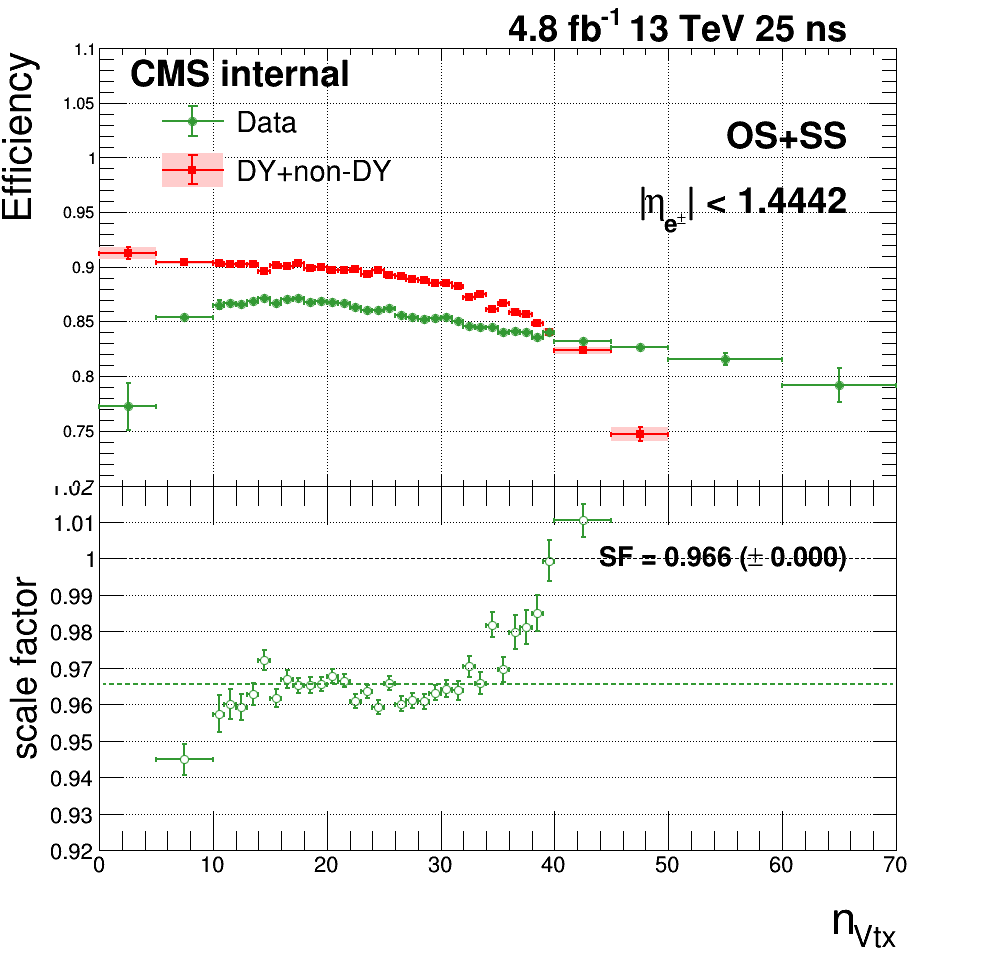 4.8 fb⁻¹ 13 TeV 25 ns
Efficiency
1.1
1.05
1
0.95
0.9
0.85
0.8
0.75
CMS internal
Data
DY+non-DY
OS+SS
|η_e±| < 1.4442
scale factor
1.02
1.01
1
0.99
0.98
0.97
0.96
0.95
0.94
0.93
0.92
SF = 0.966 (± 0.000)
0 10 20 30 40 50 60 70
n_Vtx